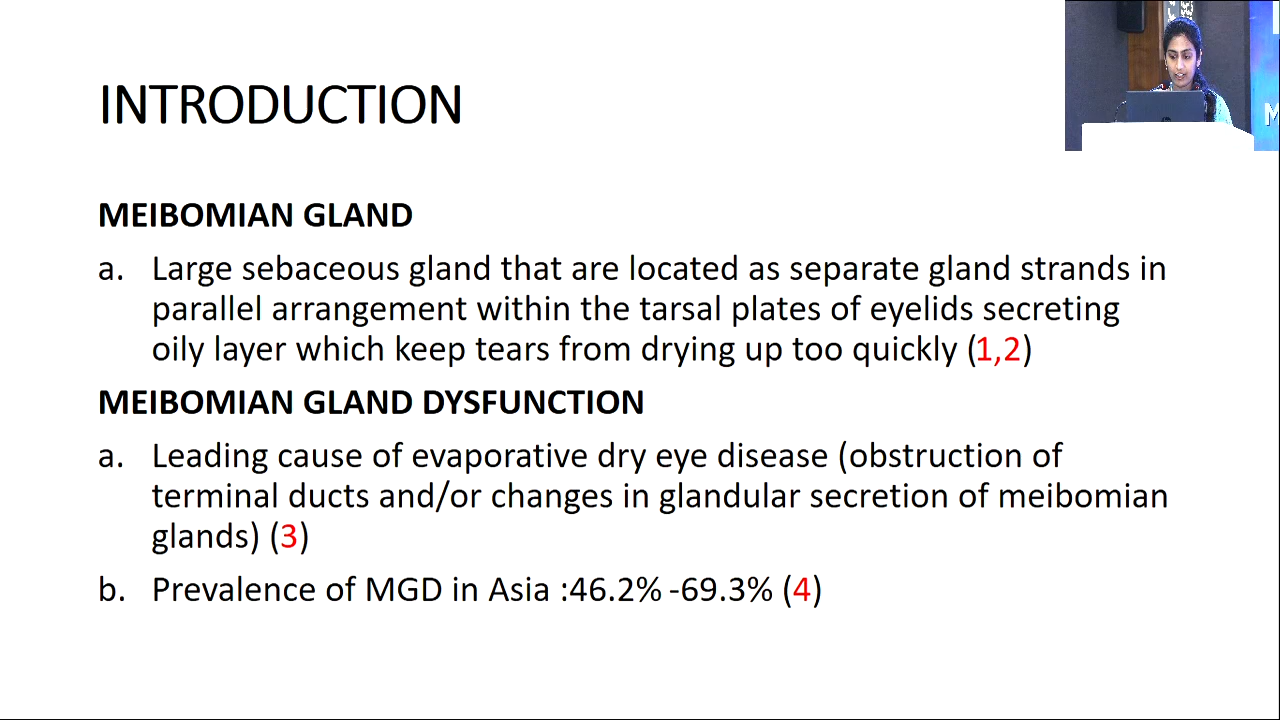 INTRODUCTION
MEIBOMIAN GLAND
a. Large sebaceous gland that are located as separate gland strands in
parallel arrangement within the tarsal plates of eyelids secreting
oily layer which keep tears from drying up too quickly (1,2)
MEIBOMIAN GLAND DYSFUNCTION
a. Leading cause of evaporative dry eye disease (obstruction of
terminal ducts and/or changes in glandular secretion of meibomian
glands) (3)
b. Prevalence of MGD in Asia :46.2% -69.3% (4)